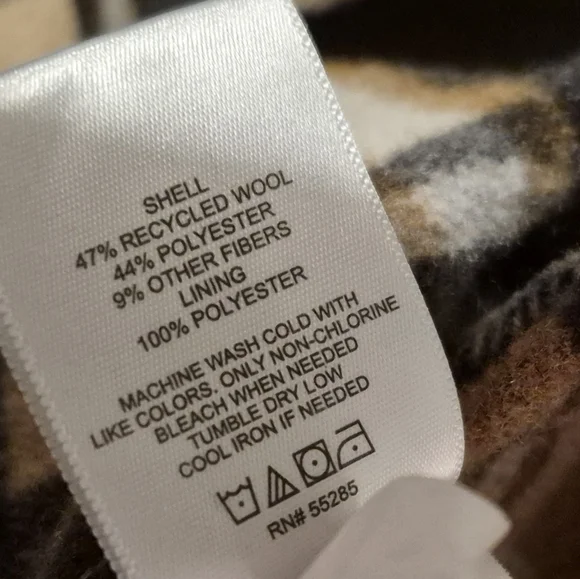 SHELL
47% RECYCLED WOOL
44% POLYESTER
9% OTHER FIBERS
LINING
100% POLYESTER
MACHINE WASH COLD WITH
LIKE COLORS. ONLY NON-CHLORINE
BLEACH WHEN NEEDED
TUMBLE DRY LOW
COOL IRON IF NEEDED
RN# 55285